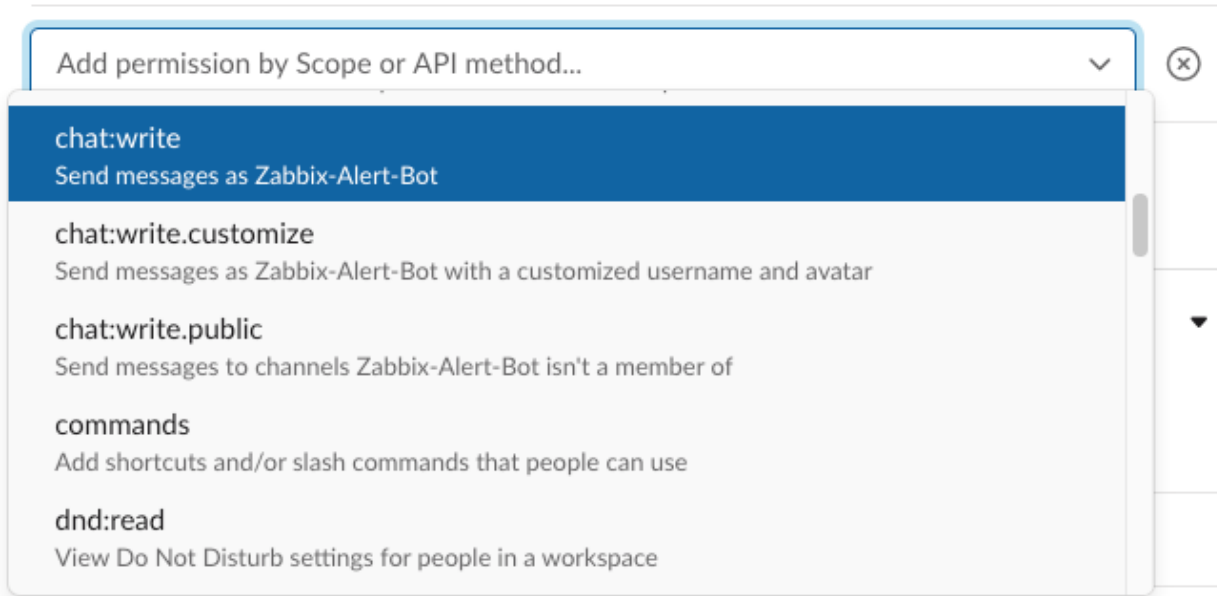 Add permission by Scope or API method...
chat:write
Send messages as Zabbix-Alert-Bot
chat:write.customize
Send messages as Zabbix-Alert-Bot with a customized username and avatar
chat:write.public
Send messages to channels Zabbix-Alert-Bot isn't a member of
commands
Add shortcuts and/or slash commands that people can use
dnd:read
View Do Not Disturb settings for people in a workspace